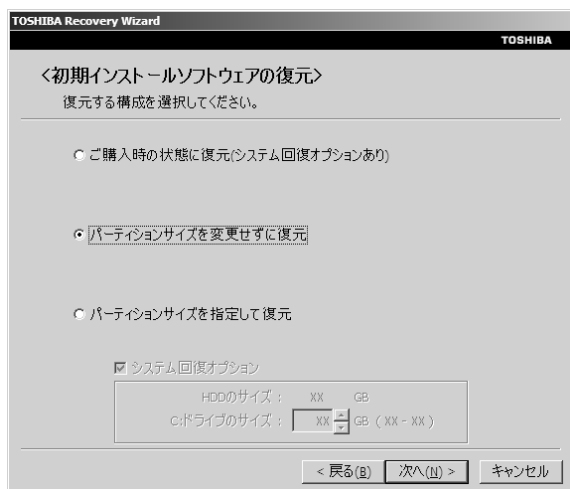 TOSHIBA Recovery Wizard
TOSHIBA
<初期インストールソフトウェアの復元>
復元する構成を選択してください。
ご購入時の状態に復元(システム回復オプションあり)
パーティションサイズを変更せずに復元
パーティションサイズを指定して復元
システム回復オプション
HDDのサイズ： XX GB
C:ドライブのサイズ： XX GB ( XX - XX )
< 戻る(B) 次へ(N) > キャンセル